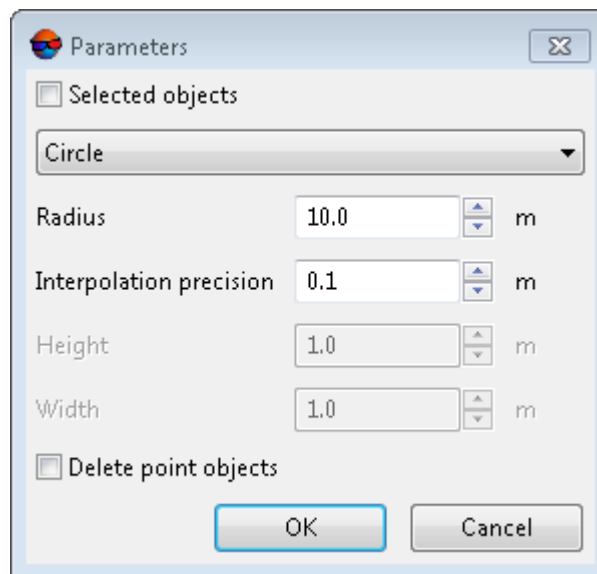 Parameters
Selected objects
Circle
Radius 10.0 m
Interpolation precision 0.1 m
Height 1.0 m
Width 1.0 m
Delete point objects
OK Cancel